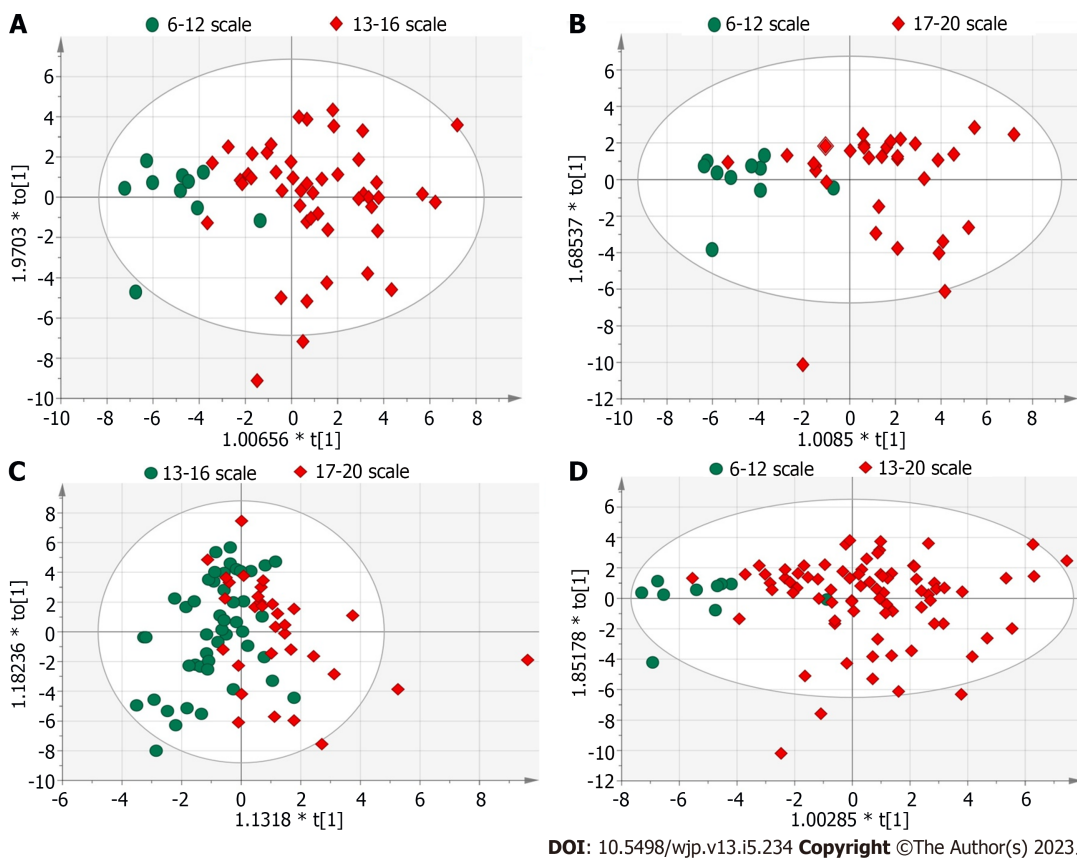 A
6-12 scale
13-16 scale
6
4
2
0
-2
-4
-6
-8
-10
1.9703 * to[1]
-10 -8 -6 -4 -2 0 2 4 6 8
1.00656 * t[1]
B
6-12 scale
17-20 scale
6
4
2
0
-2
-4
-6
-8
-10
-12
1.68537 * to[1]
-10 -8 -6 -4 -2 0 2 4 6 8
1.0085 * t[1]
C
13-16 scale
17-20 scale
8
6
4
2
0
-2
-4
-6
-8
-10
1.18236 * to[1]
-6 -4 -2 0 2 4 6 8
1.1318 * t[1]
D
6-12 scale
13-20 scale
6
4
2
0
-2
-4
-6
-8
-10
-12
1.85178 * to[1]
-8 -6 -4 -2 0 2 4 6
1.00285 * t[1]
DOI: 10.5498/wjp.v13.i5.234 Copyright ©The Author(s) 2023.